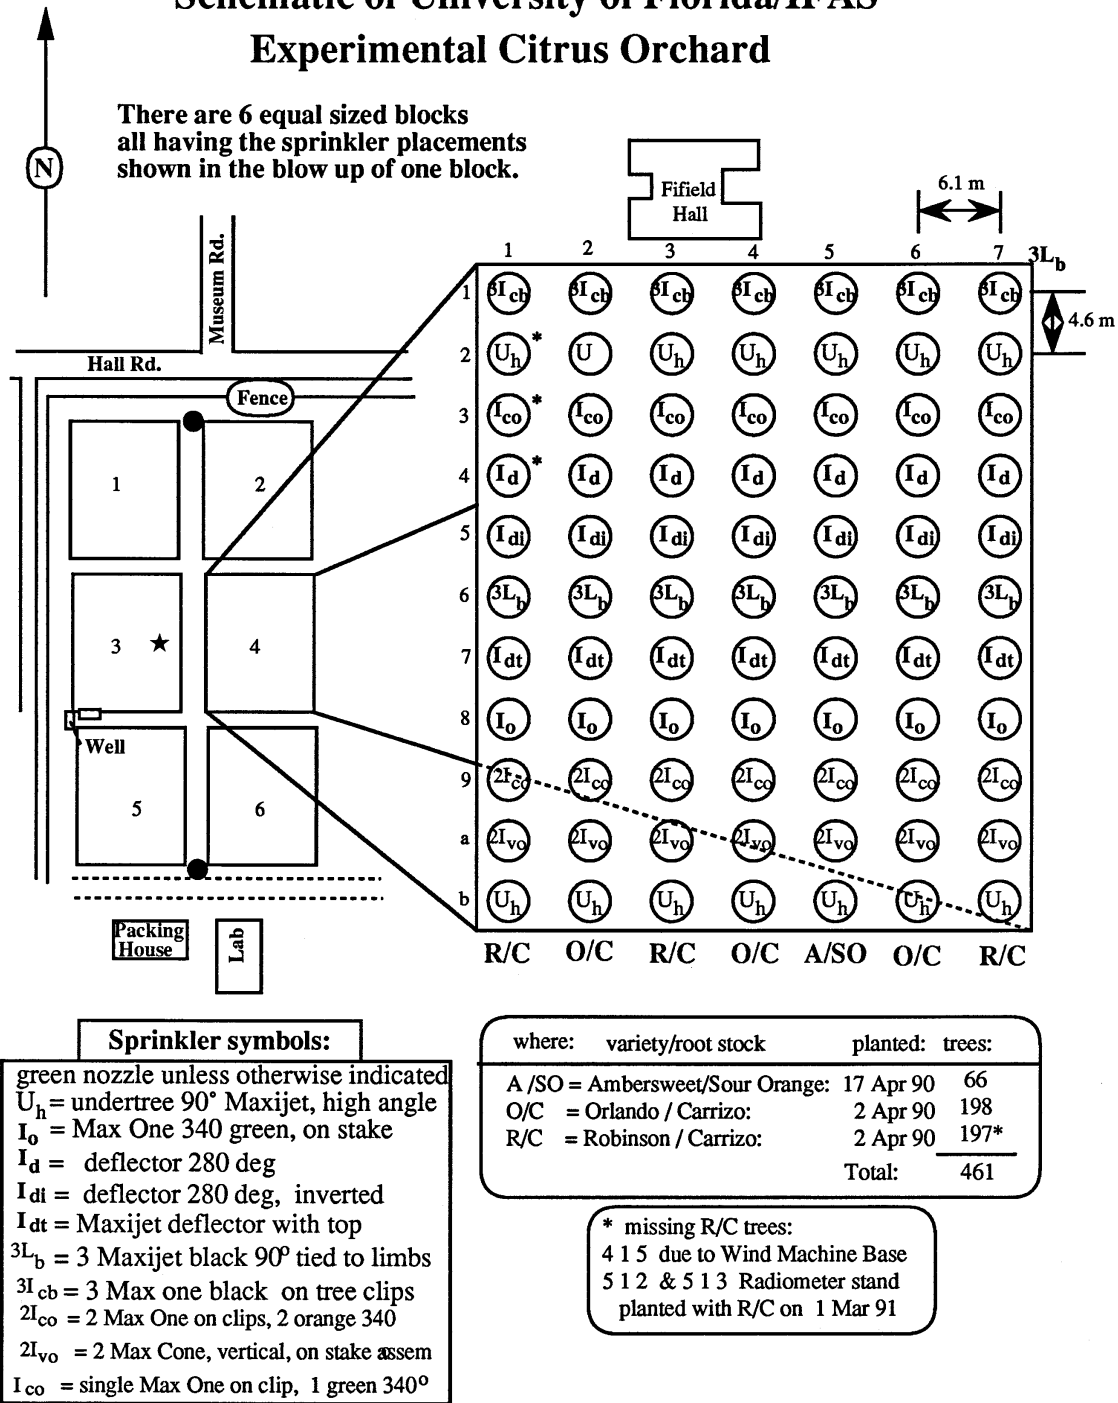 Schematic of University of Florida/IFAS
Experimental Citrus Orchard
There are 6 equal sized blocks
all having the sprinkler placements
shown in the blow up of one block.
N
Fifield
Hall
6.1 m
Museum Rd.
Hall Rd.
Fence
1 2
3 ★ 4
Well
5 6
Packing
House
Lab
1 2 3 4 5 6 7 3Lb
4.6 m
1 3Icb 3Icb 3Icb 3Icb 3Icb 3Icb 3Icb
2 Uh * U Uh Uh Uh Uh Uh
3 Ico * Ico Ico Ico Ico Ico Ico
4 Id * Id Id Id Id Id Id
5 Idi Idi Idi Idi Idi Idi Idi
6 3Lb 3Lb 3Lb 3Lb 3Lb 3Lb 3Lb
7 Idt Idt Idt Idt Idt Idt Idt
8 Io Io Io Io Io Io Io
9 2Ico 2Ico 2Ico 2Ico 2Ico 2Ico 2Ico
a 2Ivo 2Ivo 2Ivo 2Ivo 2Ivo 2Ivo 2Ivo
b Uh Uh Uh Uh Uh Uh Uh
R/C O/C R/C O/C A/SO O/C R/C
Sprinkler symbols:
green nozzle unless otherwise indicated
Uh = undertree 90° Maxijet, high angle
Io = Max One 340 green, on stake
Id = deflector 280 deg
Idi = deflector 280 deg, inverted
Idt = Maxijet deflector with top
3Lb = 3 Maxijet black 90° tied to limbs
3Icb = 3 Max one black on tree clips
2Ico = 2 Max One on clips, 2 orange 340
2Ivo = 2 Max Cone, vertical, on stake assem
Ico = single Max One on clip, 1 green 340°
where: variety/root stock planted: trees:
A /SO = Ambersweet/Sour Orange: 17 Apr 90 66
O/C = Orlando / Carrizo: 2 Apr 90 198
R/C = Robinson / Carrizo: 2 Apr 90 197*
Total: 461
* missing R/C trees:
4 1 5 due to Wind Machine Base
5 1 2 & 5 1 3 Radiometer stand
planted with R/C on 1 Mar 91